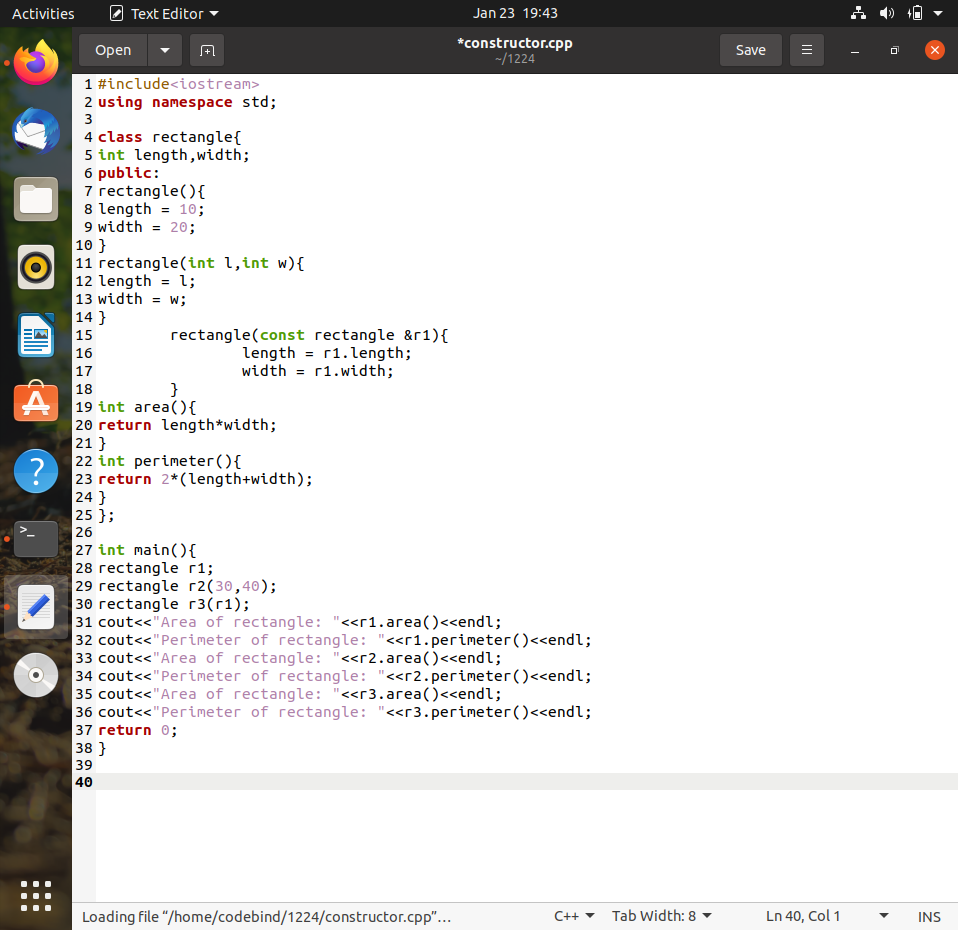 Activities Text Editor Jan 23 19:43
Open *constructor.cpp Save
~/1224
1 #include<iostream>
2 using namespace std;
3
4 class rectangle{
5 int length,width;
6 public:
7 rectangle(){
8 length = 10;
9 width = 20;
10 }
11 rectangle(int l,int w){
12 length = l;
13 width = w;
14 }
15         rectangle(const rectangle &r1){
16                 length = r1.length;
17                 width = r1.width;
18         }
19 int area(){
20 return length*width;
21 }
22 int perimeter(){
23 return 2*(length+width);
24 }
25 };
26
27 int main(){
28 rectangle r1;
29 rectangle r2(30,40);
30 rectangle r3(r1);
31 cout<<"Area of rectangle: "<<r1.area()<<endl;
32 cout<<"Perimeter of rectangle: "<<r1.perimeter()<<endl;
33 cout<<"Area of rectangle: "<<r2.area()<<endl;
34 cout<<"Perimeter of rectangle: "<<r2.perimeter()<<endl;
35 cout<<"Area of rectangle: "<<r3.area()<<endl;
36 cout<<"Perimeter of rectangle: "<<r3.perimeter()<<endl;
37 return 0;
38 }
39
40
Loading file “/home/codebind/1224/constructor.cpp”… C++ Tab Width: 8 Ln 40, Col 1 INS